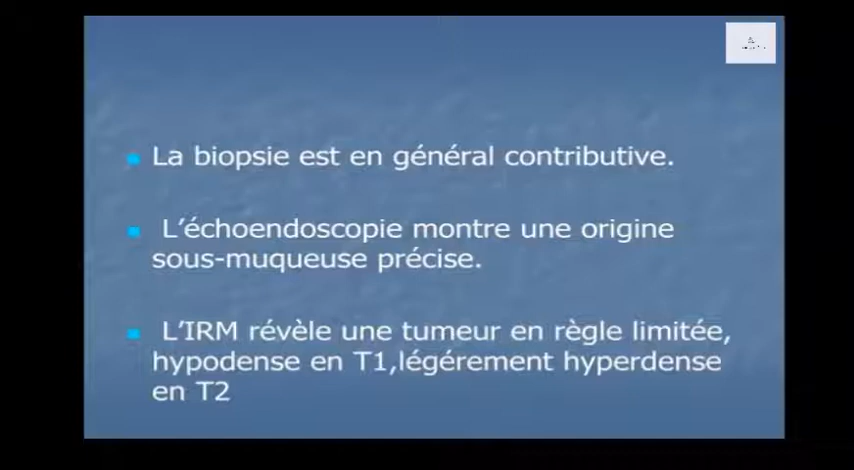 La biopsie est en général contributive.
L'échoendoscopie montre une origine
sous-muqueuse précise.
L'IRM révèle une tumeur en règle limitée,
hypodense en T1,légérement hyperdense
en T2